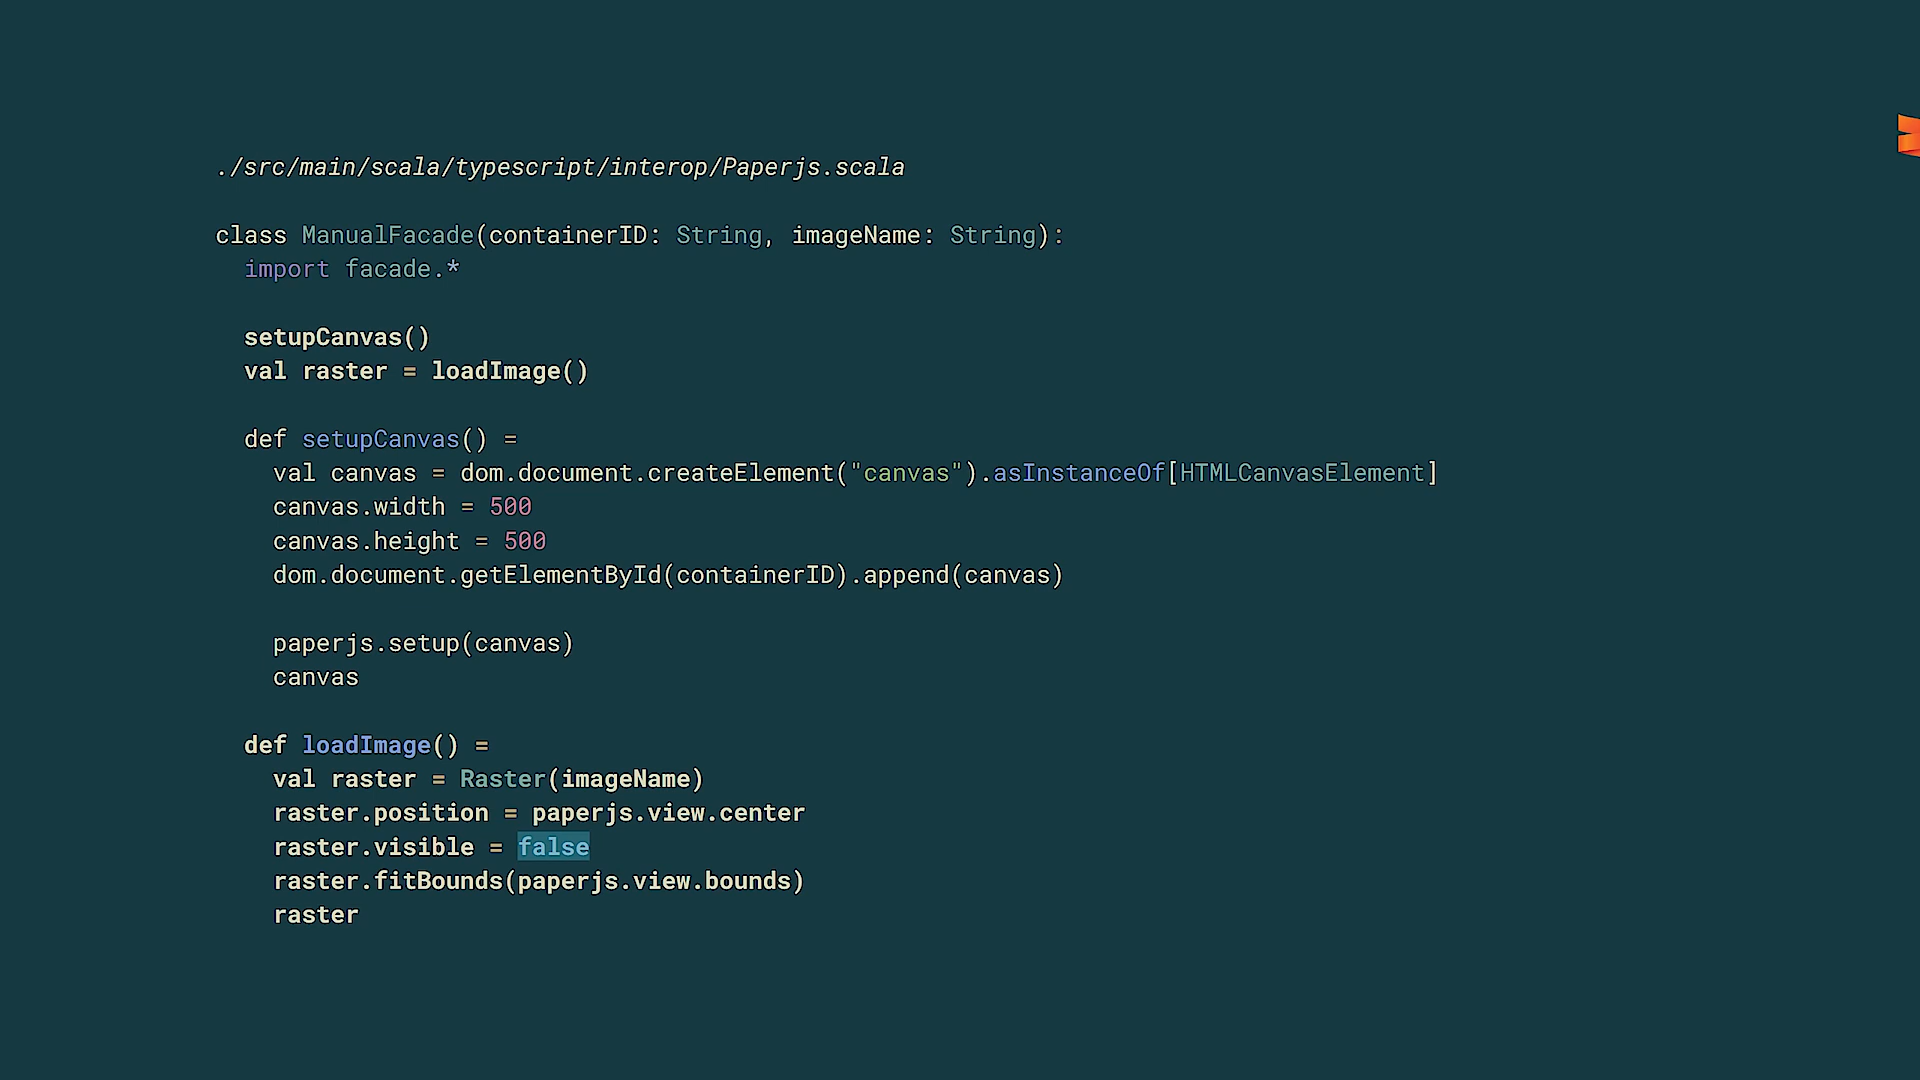 ./src/main/scala/typescript/interop/Paperjs.scala
class ManualFacade(containerID: String, imageName: String):
import facade.*
setupCanvas()
val raster = loadImage()
def setupCanvas() =
val canvas = dom.document.createElement("canvas").asInstanceOf[HTMLCanvasElement]
canvas.width = 500
canvas.height = 500
dom.document.getElementById(containerID).append(canvas)
paperjs.setup(canvas)
canvas
def loadImage() =
val raster = Raster(imageName)
raster.position = paperjs.view.center
raster.visible = false
raster.fitBounds(paperjs.view.bounds)
raster